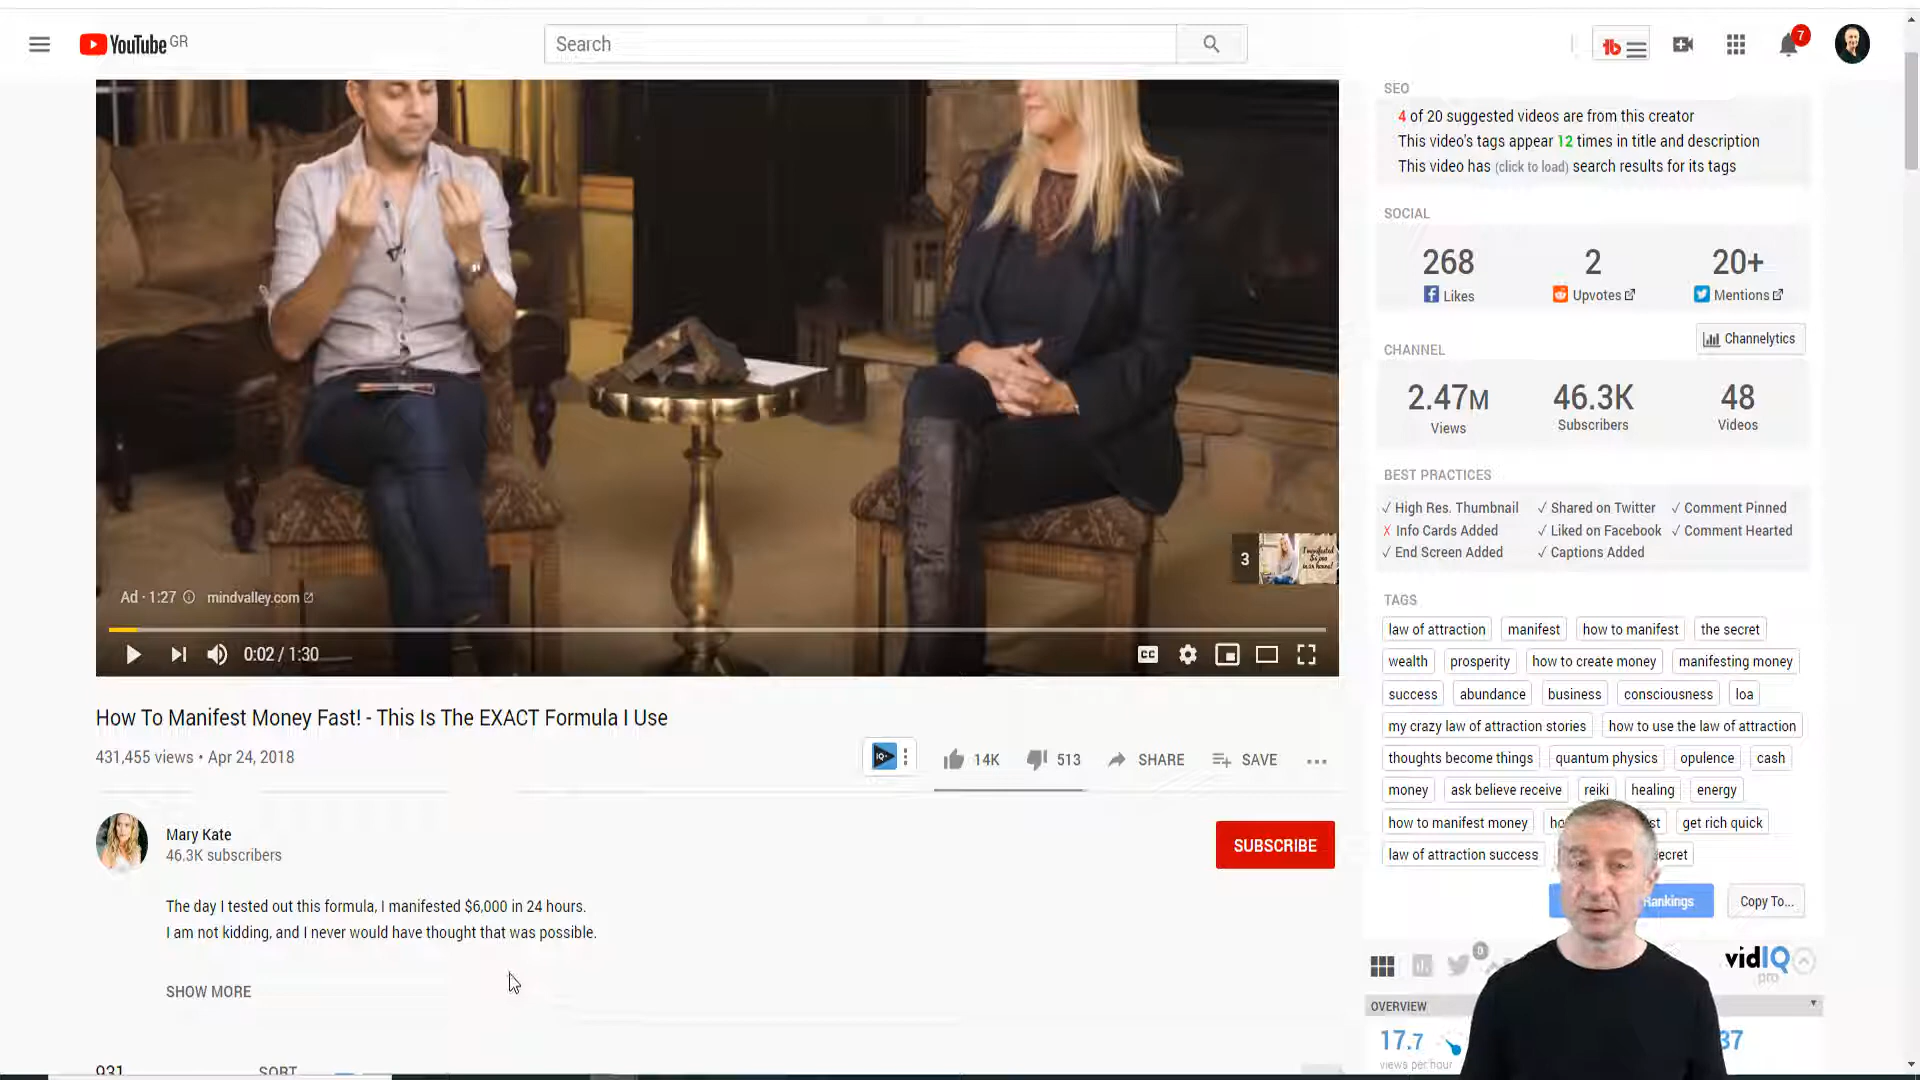 YouTube GR
Search
7
SEO
4 of 20 suggested videos are from this creator
This video's tags appear 12 times in title and description
This video has (click to load) search results for its tags
SOCIAL
268 2 20+
Likes Upvotes Mentions
CHANNEL Channelytics
2.47M 46.3K 48
Views Subscribers Videos
BEST PRACTICES
✓ High Res. Thumbnail ✓ Shared on Twitter ✓ Comment Pinned
✗ Info Cards Added ✓ Liked on Facebook ✓ Comment Hearted
✓ End Screen Added ✓ Captions Added
TAGS
law of attraction manifest how to manifest the secret
wealth prosperity how to create money manifesting money
success abundance business consciousness loa
my crazy law of attraction stories how to use the law of attraction
thoughts become things quantum physics opulence cash
money ask believe receive reiki healing energy
how to manifest money get rich quick
law of attraction success
Rankings Copy To...
vidIQ
pro
0
OVERVIEW
17.7 37
views per hour
3
Ad · 1:27 mindvalley.com
0:02 / 1:30
CC
How To Manifest Money Fast! - This Is The EXACT Formula I Use
431,455 views • Apr 24, 2018
14K 513 SHARE SAVE
Mary Kate
46.3K subscribers
SUBSCRIBE
The day I tested out this formula, I manifested $6,000 in 24 hours.
I am not kidding, and I never would have thought that was possible.
SHOW MORE
931 SORT